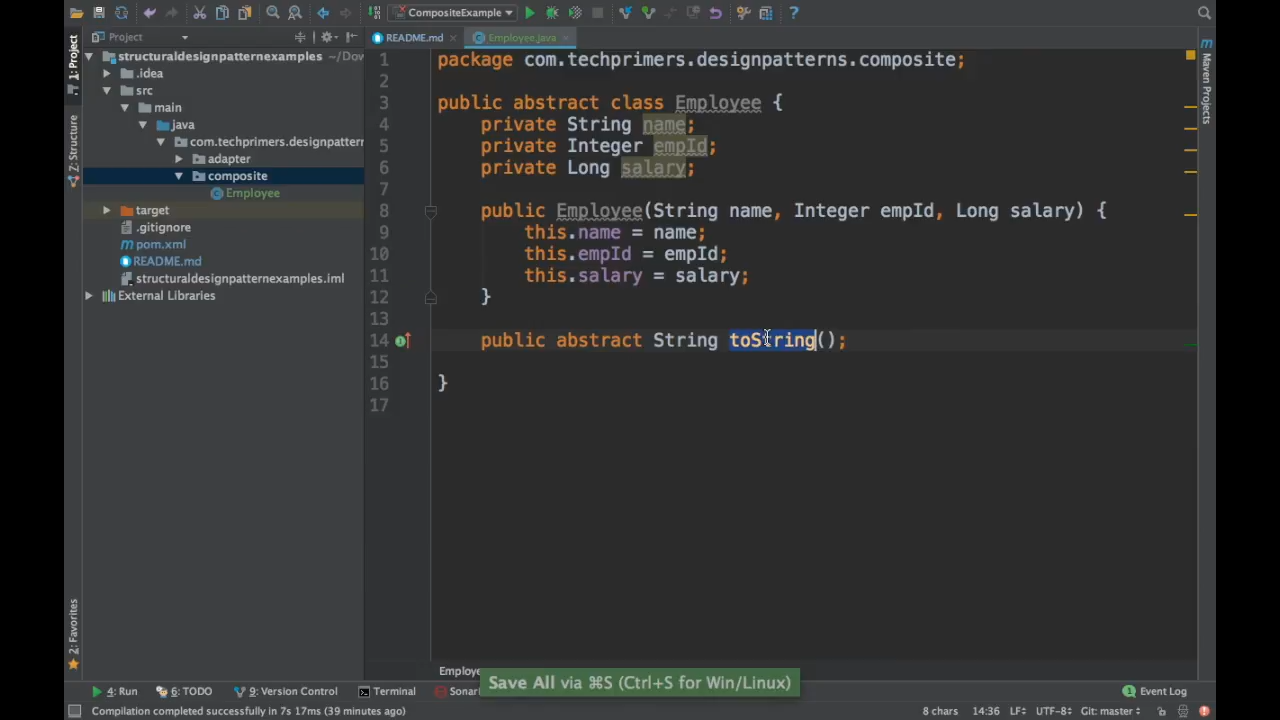 CompositeExample
1: Project
Project
README.md
Employee.java
structuraldesignpatternexamples ~/Dow
.idea
src
main
java
com.techprimers.designpatterr
adapter
composite
Employee
target
.gitignore
pom.xml
README.md
structuraldesignpatternexamples.iml
External Libraries
Z: Structure
2: Favorites
1 package com.techprimers.designpatterns.composite;
2
3 public abstract class Employee {
4 private String name;
5 private Integer empId;
6 private Long salary;
7
8 public Employee(String name, Integer empId, Long salary) {
9 this.name = name;
10 this.empId = empId;
11 this.salary = salary;
12 }
13
14 public abstract String toString();
15
16 }
17
Maven Projects
Employe
Save All via ⌘S (Ctrl+S for Win/Linux)
4: Run
6: TODO
9: Version Control
Terminal
Sonar
1 Event Log
Compilation completed successfully in 7s 17ms (39 minutes ago)
8 chars 14:36 LF UTF-8 Git: master